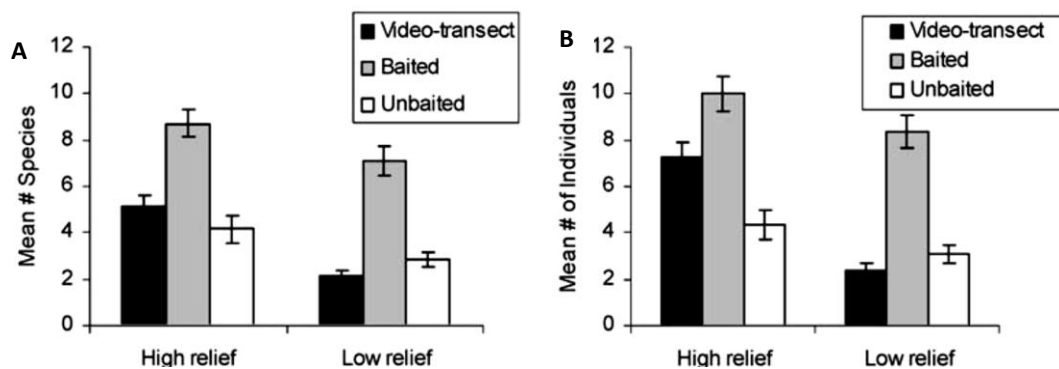 A
Mean # Species
12
10
8
6
4
2
0
Video-transect
Baited
Unbaited
High relief
Low relief
B
Mean # of Individuals
12
10
8
6
4
2
0
Video-transect
Baited
Unbaited
High relief
Low relief